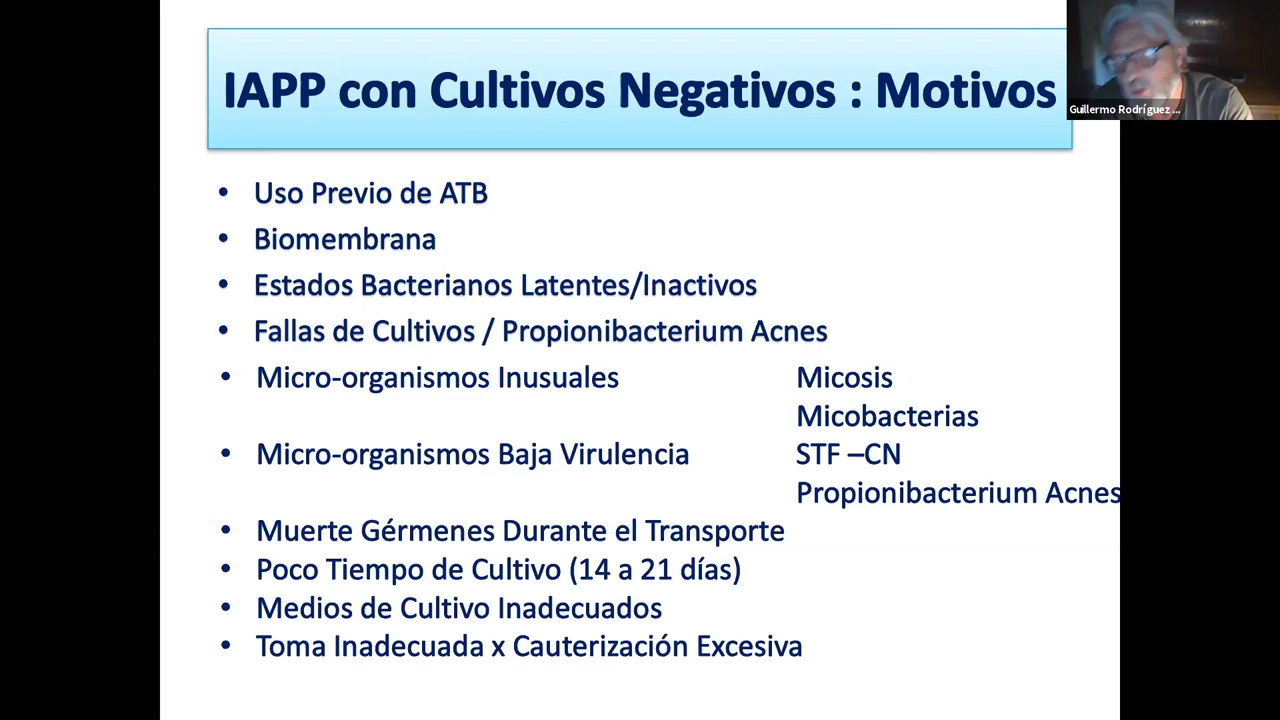 IAPP con Cultivos Negativos : Motivos
Guillermo Rodríguez ...
• Uso Previo de ATB
• Biomembrana
• Estados Bacterianos Latentes/Inactivos
• Fallas de Cultivos / Propionibacterium Acnes
• Micro-organismos Inusuales Micosis
Micobacterias
• Micro-organismos Baja Virulencia STF –CN
Propionibacterium Acnes
• Muerte Gérmenes Durante el Transporte
• Poco Tiempo de Cultivo (14 a 21 días)
• Medios de Cultivo Inadecuados
• Toma Inadecuada x Cauterización Excesiva